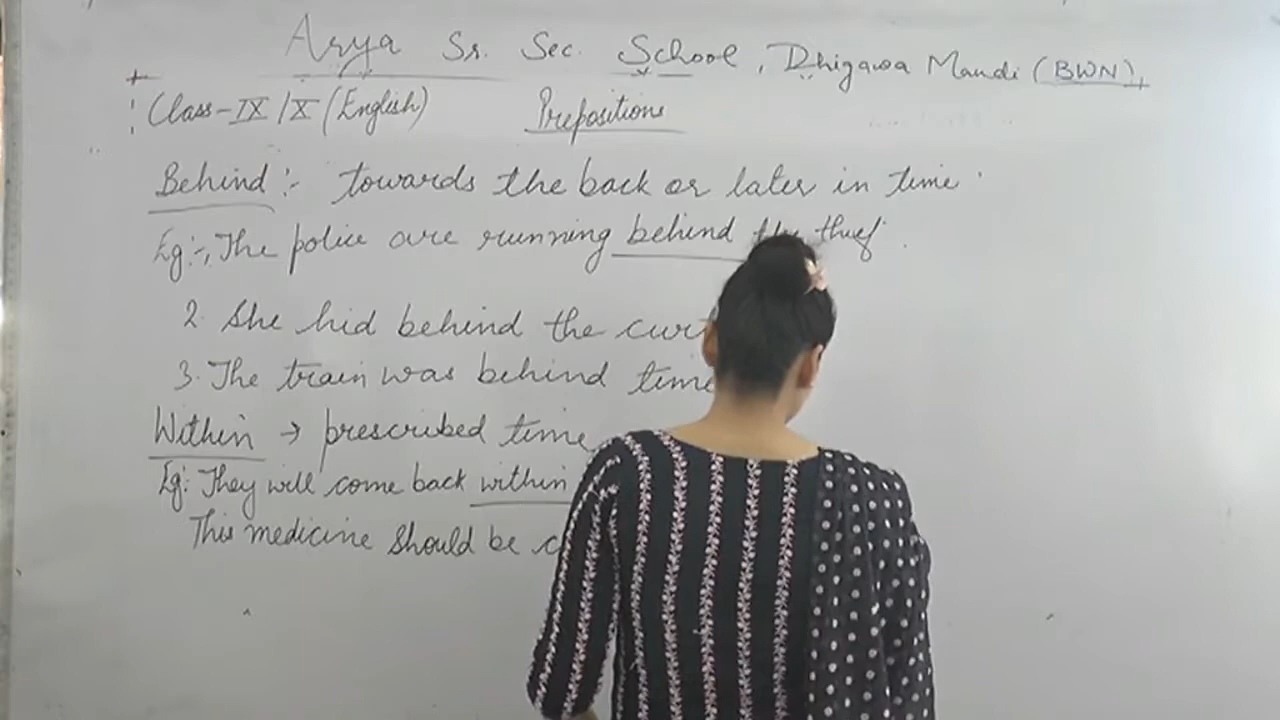 Arya Sr. Sec. School, Dhigawa Mandi (BWN)
Class-IX/X (English) Prepositions
Behind :- towards the back or later in time
Eg:-, The police are running behind the thief.
2. She hid behind the
3. The train was behind time
Within → prescribed time
Eg: They will come back within
This medicine should be